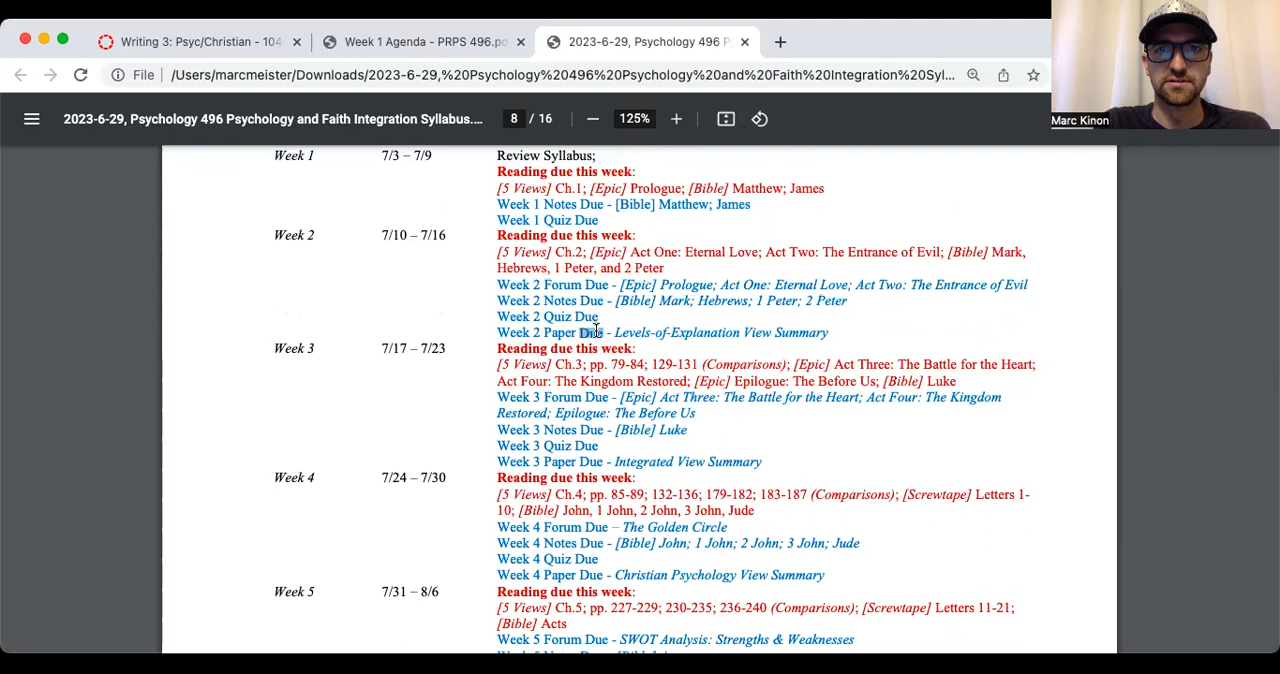 Writing 3: Psyc/Christian - 104
Week 1 Agenda - PRPS 496.po
2023-6-29, Psychology 496 P
File
/Users/marcmeister/Downloads/2023-6-29,%20Psychology%20496%20Psychology%20and%20Faith%20Integration%20Syl...
2023-6-29, Psychology 496 Psychology and Faith Integration Syllabus....
8 / 16
125%
Marc Kinon
Week 1 7/3 – 7/9 Review Syllabus;
Reading due this week:
[5 Views] Ch.1; [Epic] Prologue; [Bible] Matthew; James
Week 1 Notes Due - [Bible] Matthew; James
Week 1 Quiz Due
Week 2 7/10 – 7/16 Reading due this week:
[5 Views] Ch.2; [Epic] Act One: Eternal Love; Act Two: The Entrance of Evil; [Bible] Mark,
Hebrews, 1 Peter, and 2 Peter
Week 2 Forum Due - [Epic] Prologue; Act One: Eternal Love; Act Two: The Entrance of Evil
Week 2 Notes Due - [Bible] Mark; Hebrews; 1 Peter; 2 Peter
Week 2 Quiz Due
Week 2 Paper Due - Levels-of-Explanation View Summary
Week 3 7/17 – 7/23 Reading due this week:
[5 Views] Ch.3; pp. 79-84; 129-131 (Comparisons); [Epic] Act Three: The Battle for the Heart;
Act Four: The Kingdom Restored; [Epic] Epilogue: The Before Us; [Bible] Luke
Week 3 Forum Due - [Epic] Act Three: The Battle for the Heart; Act Four: The Kingdom
Restored; Epilogue: The Before Us
Week 3 Notes Due - [Bible] Luke
Week 3 Quiz Due
Week 3 Paper Due - Integrated View Summary
Week 4 7/24 – 7/30 Reading due this week:
[5 Views] Ch.4; pp. 85-89; 132-136; 179-182; 183-187 (Comparisons); [Screwtape] Letters 1-
10; [Bible] John, 1 John, 2 John, 3 John, Jude
Week 4 Forum Due – The Golden Circle
Week 4 Notes Due - [Bible] John; 1 John; 2 John; 3 John; Jude
Week 4 Quiz Due
Week 4 Paper Due - Christian Psychology View Summary
Week 5 7/31 - 8/6 Reading due this week:
[5 Views] Ch.5; pp. 227-229; 230-235; 236-240 (Comparisons); [Screwtape] Letters 11-21;
[Bible] Acts
Week 5 Forum Due - SWOT Analysis: Strengths & Weaknesses